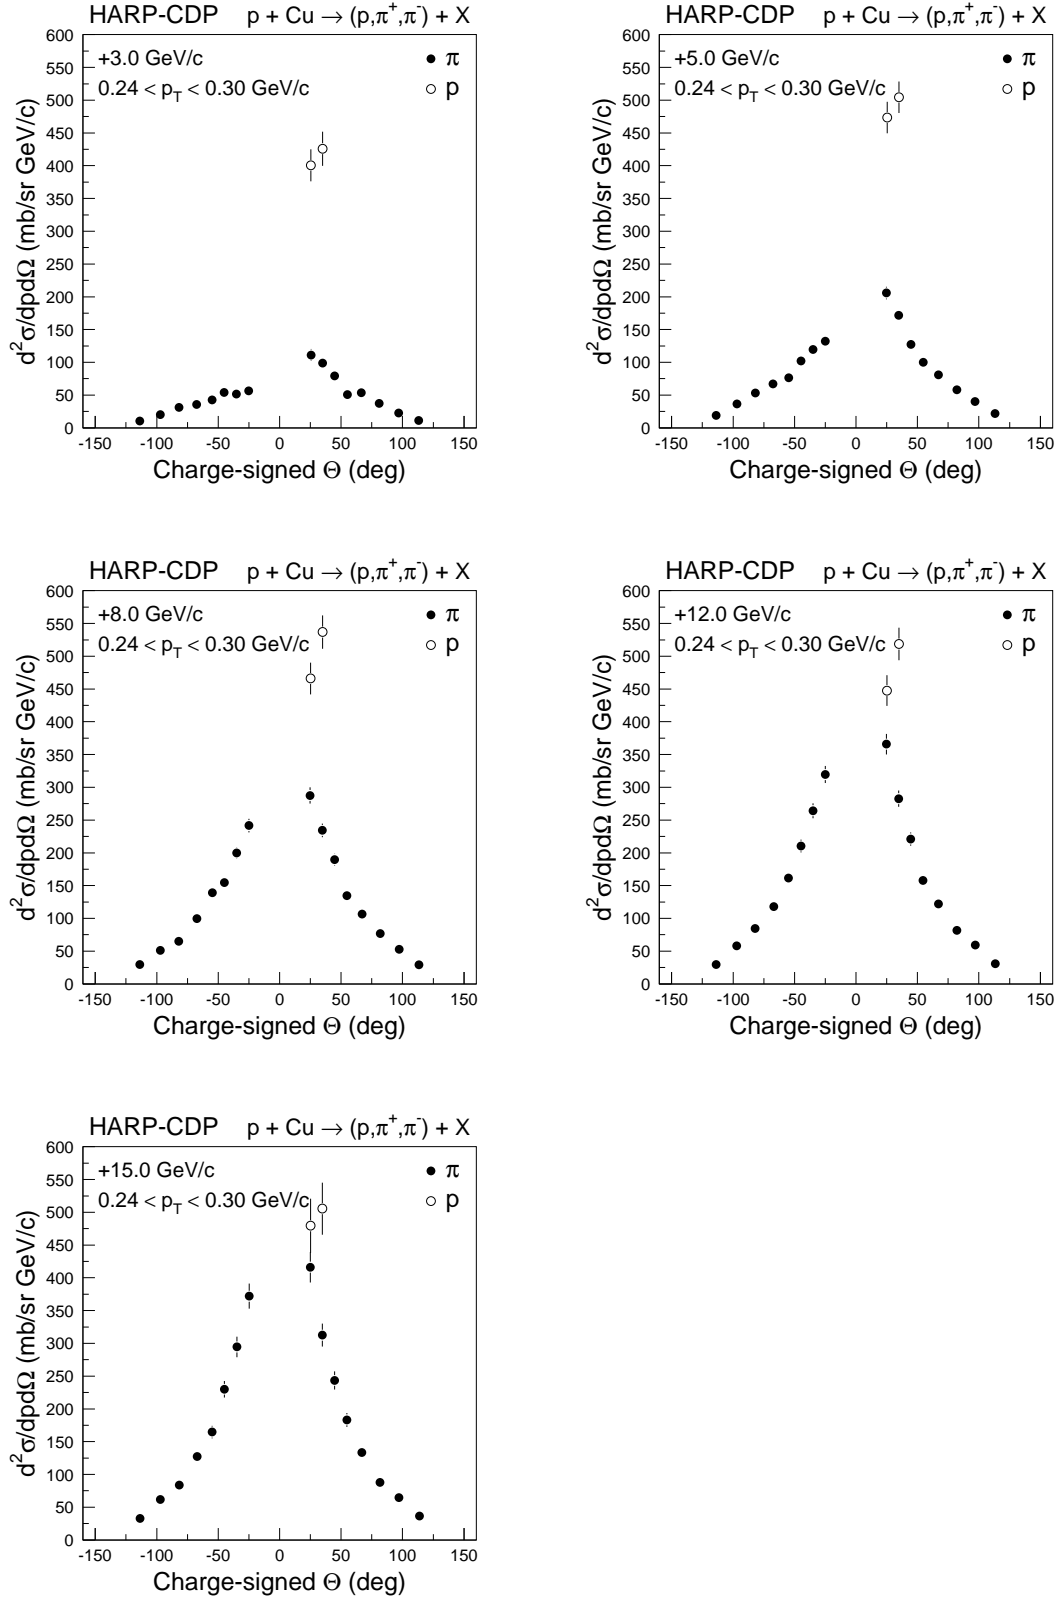 HARP-CDP p + Cu → (p,π⁺,π⁻) + X
+3.0 GeV/c
0.24 < p_T < 0.30 GeV/c
π
p
600
550
500
450
400
350
300
250
200
150
100
50
0
-150 -100 -50 0 50 100 150
d²σ/dpdΩ (mb/sr GeV/c)
Charge-signed Θ (deg)
HARP-CDP p + Cu → (p,π⁺,π⁻) + X
+5.0 GeV/c
0.24 < p_T < 0.30 GeV/c
π
p
600
550
500
450
400
350
300
250
200
150
100
50
0
-150 -100 -50 0 50 100 150
d²σ/dpdΩ (mb/sr GeV/c)
Charge-signed Θ (deg)
HARP-CDP p + Cu → (p,π⁺,π⁻) + X
+8.0 GeV/c
0.24 < p_T < 0.30 GeV/c
π
p
600
550
500
450
400
350
300
250
200
150
100
50
0
-150 -100 -50 0 50 100 150
d²σ/dpdΩ (mb/sr GeV/c)
Charge-signed Θ (deg)
HARP-CDP p + Cu → (p,π⁺,π⁻) + X
+12.0 GeV/c
0.24 < p_T < 0.30 GeV/c
π
p
600
550
500
450
400
350
300
250
200
150
100
50
0
-150 -100 -50 0 50 100 150
d²σ/dpdΩ (mb/sr GeV/c)
Charge-signed Θ (deg)
HARP-CDP p + Cu → (p,π⁺,π⁻) + X
+15.0 GeV/c
0.24 < p_T < 0.30 GeV/c
π
p
600
550
500
450
400
350
300
250
200
150
100
50
0
-150 -100 -50 0 50 100 150
d²σ/dpdΩ (mb/sr GeV/c)
Charge-signed Θ (deg)